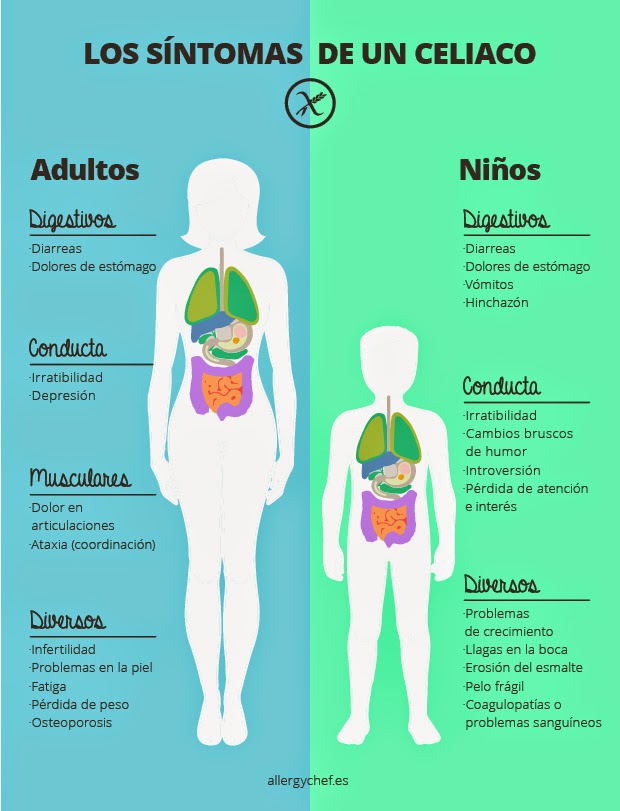 LOS SÍNTOMAS DE UN CELIACO
Adultos
Digestivos
·Diarreas
·Dolores de estómago
Conducta
·Irratibilidad
·Depresión
Musculares
·Dolor en
articulaciones
·Ataxia (coordinación)
Diversos
·Infertilidad
·Problemas en la piel
·Fatiga
·Pérdida de peso
·Osteoporosis
Niños
Digestivos
·Diarreas
·Dolores de estómago
·Vómitos
·Hinchazón
Conducta
·Irratibilidad
·Cambios bruscos
de humor
·Introversión
·Pérdida de atención
e interés
Diversos
·Problemas
de crecimiento
·Llagas en la boca
·Erosión del esmalte
·Pelo frágil
·Coagulopatías o
problemas sanguíneos
allergychef.es